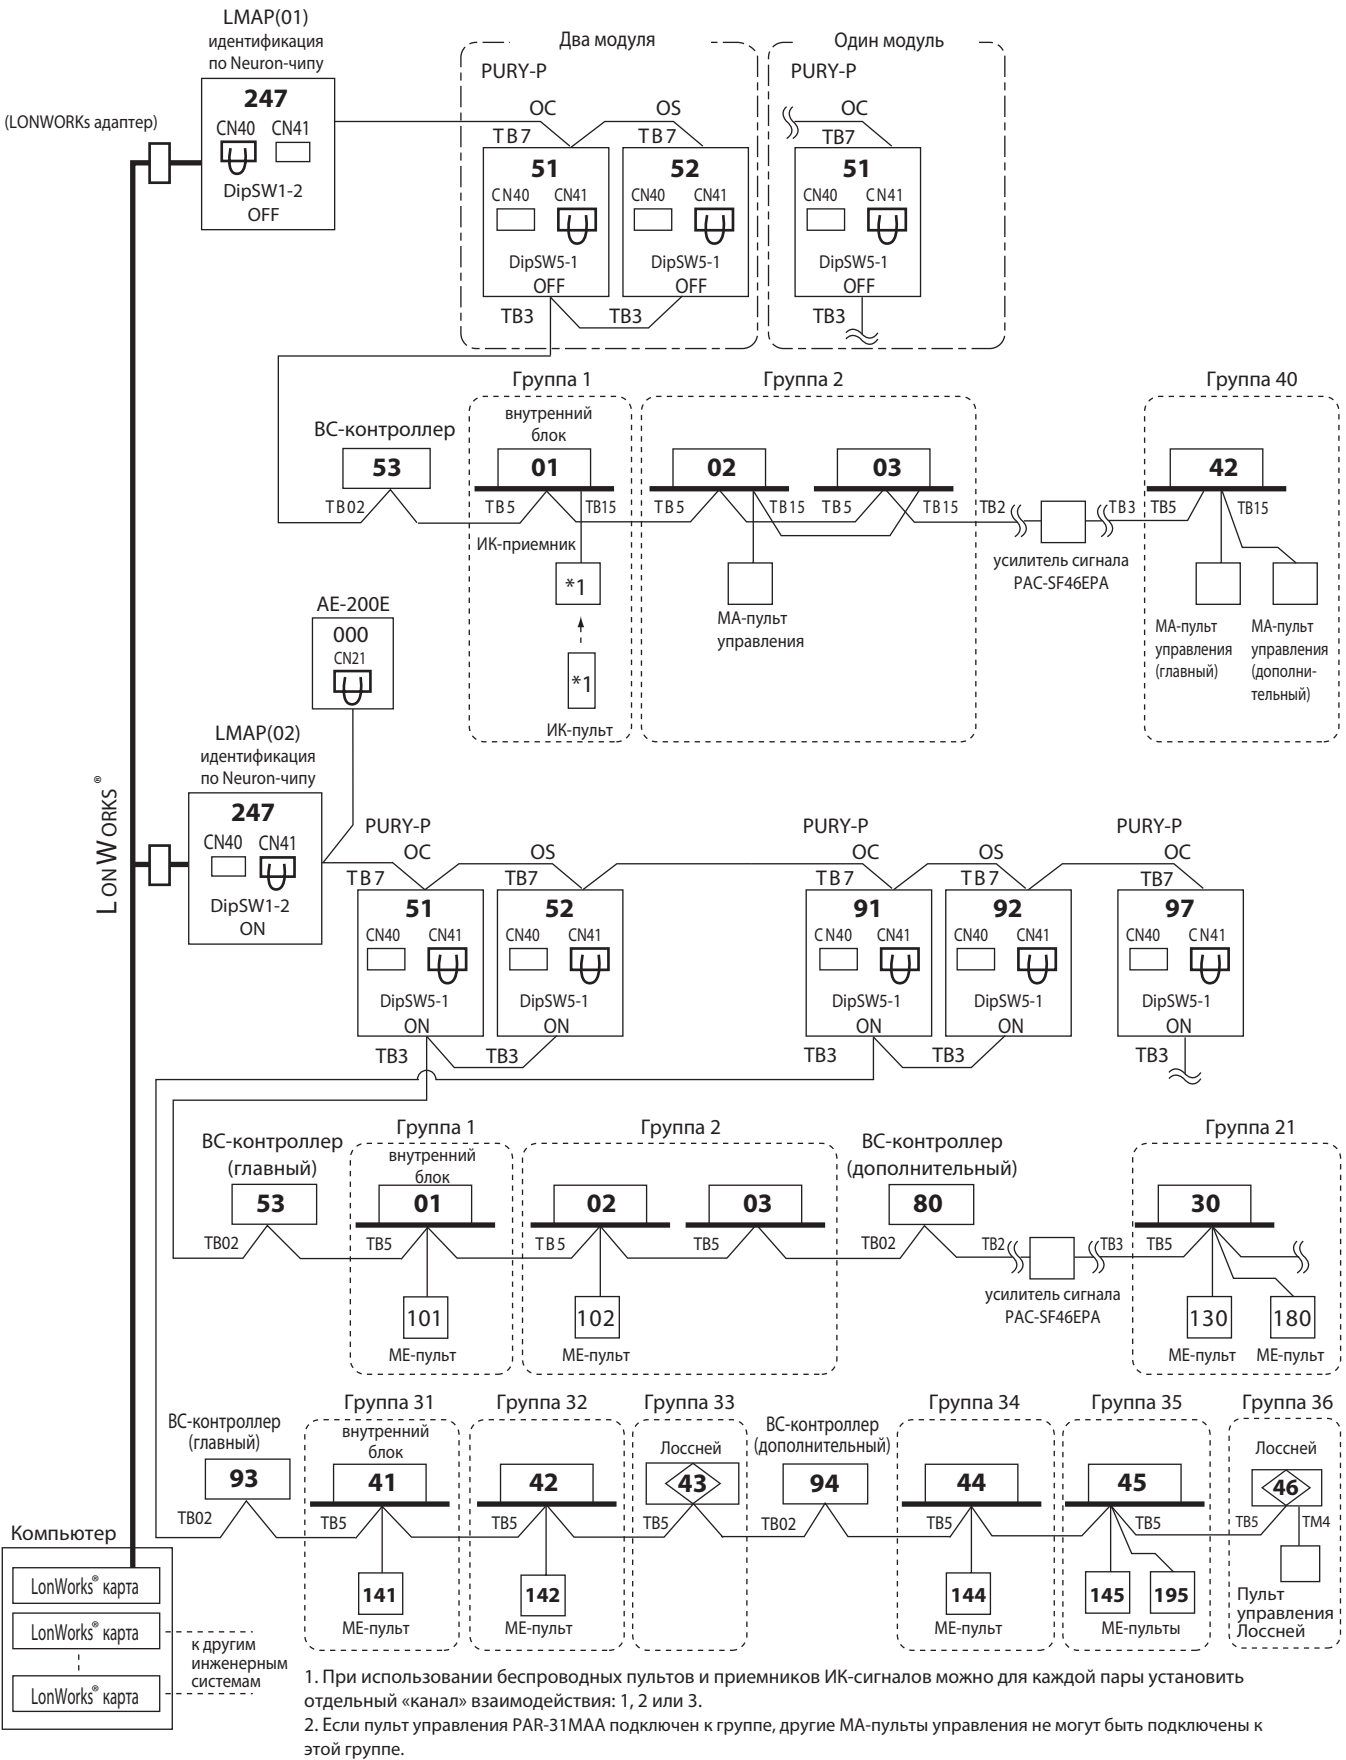 LMAP(01)
идентификация
по Neuron-чипу
247
CN40 CN41
DipSW1-2
OFF
(LONWORKs адаптер)
Два модуля
PURY-P
OC OS
TB7 TB7
51 52
CN40 CN41 CN40 CN41
DipSW5-1 DipSW5-1
OFF OFF
TB3 TB3
Один модуль
PURY-P
OC
TB7
51
CN40 CN41
DipSW5-1
OFF
TB3
Группа 1 Группа 2 Группа 40
BC-контроллер
53
TB02
внутренний
блок
01
TB5 TB15
ИК-приемник
*1
*1
ИК-пульт
02 03
TB5 TB15 TB5 TB15
МА-пульт
управления
TB2 TB3
усилитель сигнала
PAC-SF46EPA
42
TB5 TB15
МА-пульт
управления
(главный)
МА-пульт
управления
(дополни-
тельный)
AE-200E
000
CN21
LMAP(02)
идентификация
по Neuron-чипу
247
CN40 CN41
DipSW1-2
ON
LONWORKS®
PURY-P PURY-P PURY-P
OC OS OC OS OC
TB7 TB7 TB7 TB7 TB7
51 52 91 92 97
CN40 CN41 CN40 CN41 CN40 CN41 CN40 CN41 CN40 CN41
DipSW5-1 DipSW5-1 DipSW5-1 DipSW5-1 DipSW5-1
ON ON ON ON ON
TB3 TB3 TB3 TB3 TB3
Группа 1 Группа 2 Группа 21
BC-контроллер
(главный)
53
TB02
внутренний
блок
01
TB5
101
МЕ-пульт
02 03
TB5 TB5
102
МЕ-пульт
BC-контроллер
(дополнительный)
80
TB02
TB2 TB3
усилитель сигнала
PAC-SF46EPA
30
TB5
130 180
МЕ-пульт МЕ-пульт
Группа 31 Группа 32 Группа 33 Группа 34 Группа 35 Группа 36
BC-контроллер
(главный)
93
TB02
внутренний
блок
41
TB5
141
МЕ-пульт
42
TB5
142
МЕ-пульт
Лоссней
43
TB5
BC-контроллер
(дополнительный)
94
TB02
44
TB5
144
МЕ-пульт
45
TB5
145 195
МЕ-пульты
Лоссней
46
TB5 TM4
Пульт
управления
Лоссней
Компьютер
LonWorks® карта
LonWorks® карта
LonWorks® карта
к другим
инженерным
системам
1. При использовании беспроводных пультов и приемников ИК-сигналов можно для каждой пары установить
отдельный «канал» взаимодействия: 1, 2 или 3.
2. Если пульт управления PAR-31MAA подключен к группе, другие МА-пульты управления не могут быть подключены к
этой группе.